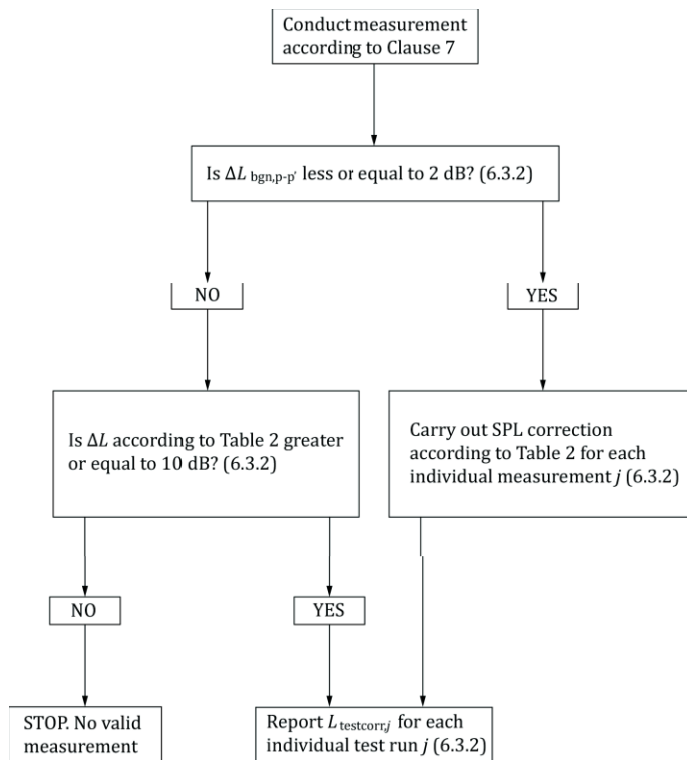 Conduct measurement
according to Clause 7
Is ΔL bgn,p-p' less or equal to 2 dB? (6.3.2)
NO
YES
Is ΔL according to Table 2 greater
or equal to 10 dB? (6.3.2)
Carry out SPL correction
according to Table 2 for each
individual measurement j (6.3.2)
NO
YES
STOP. No valid
measurement
Report L testcorr,j for each
individual test run j (6.3.2)